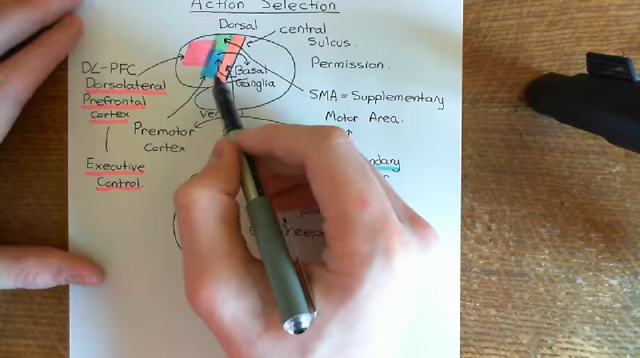 Action Selection
Dorsal
central
Sulcus.
Permission.
DL-PFC
Dorsolateral
Prefrontal
Cortex
Basal
Ganglia
SMA = Supplementary
Motor Area.
Premotor
Cortex
Executive
Control.